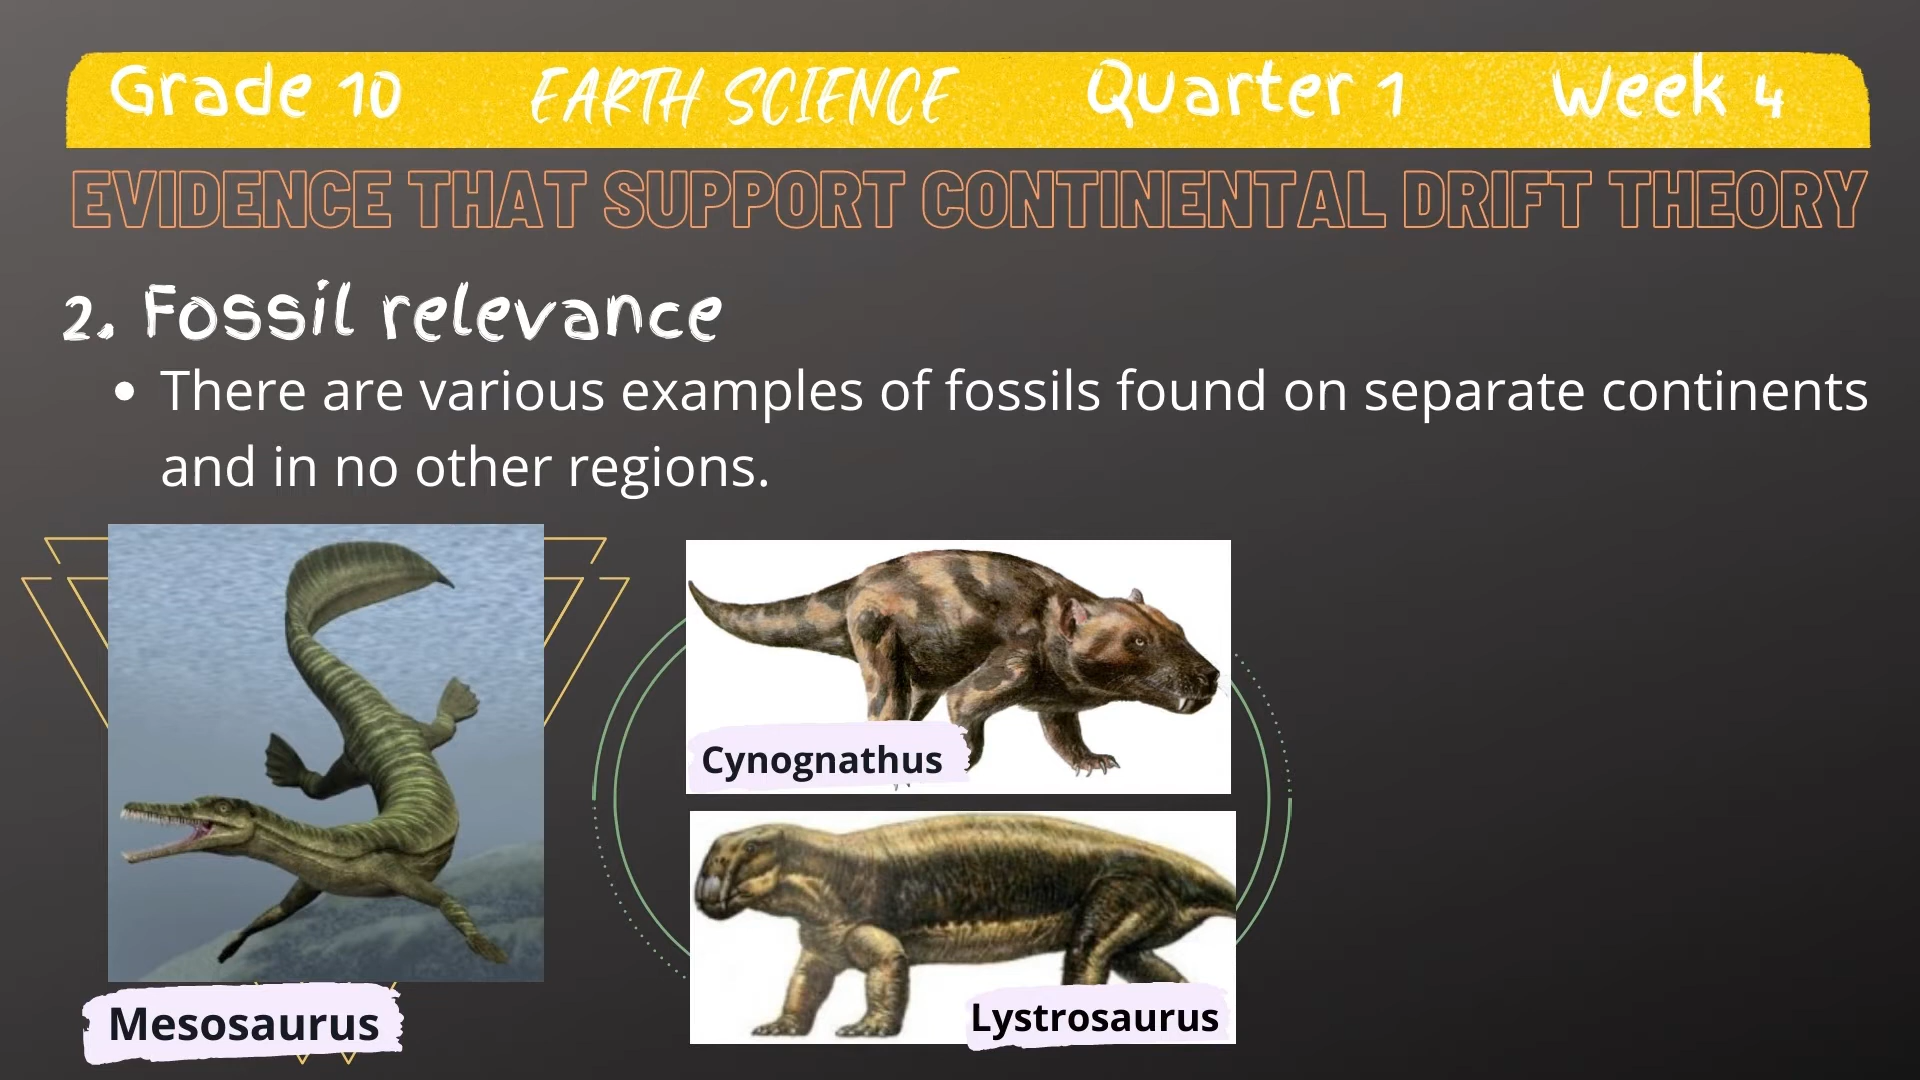 Grade 10 EARTH SCIENCE Quarter 1 Week 4
EVIDENCE THAT SUPPORT CONTINENTAL DRIFT THEORY
2. Fossil relevance
• There are various examples of fossils found on separate continents
and in no other regions.
Cynognathus
Lystrosaurus
Mesosaurus